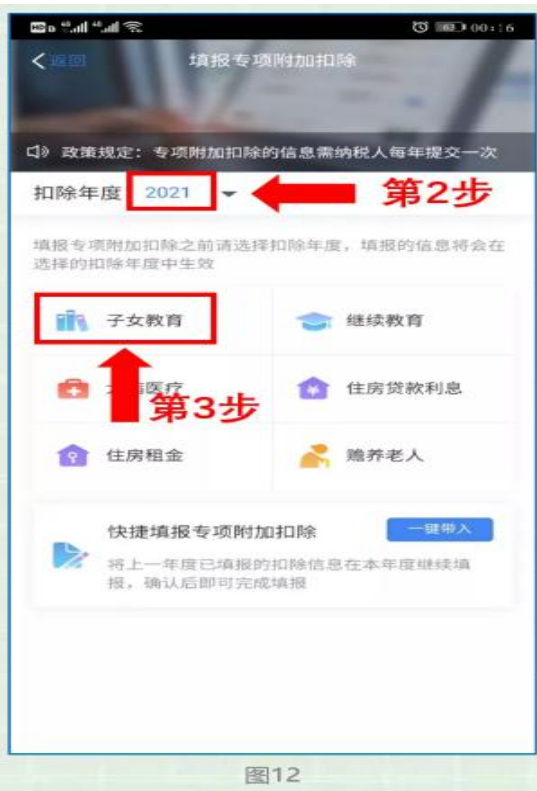 00:16
返回
填报专项附加扣除
政策规定：专项附加扣除的信息需纳税人每年提交一次
扣除年度 2021 第2步
填报专项附加扣除之前请选择扣除年度，填报的信息将会在
选择的扣除年度中生效
子女教育 继续教育
医疗 住房贷款利息
第3步
住房租金 赡养老人
快捷填报专项附加扣除 一键带入
将上一年度已填报的扣除信息在本年度继续填
报，确认后即可完成填报
图12